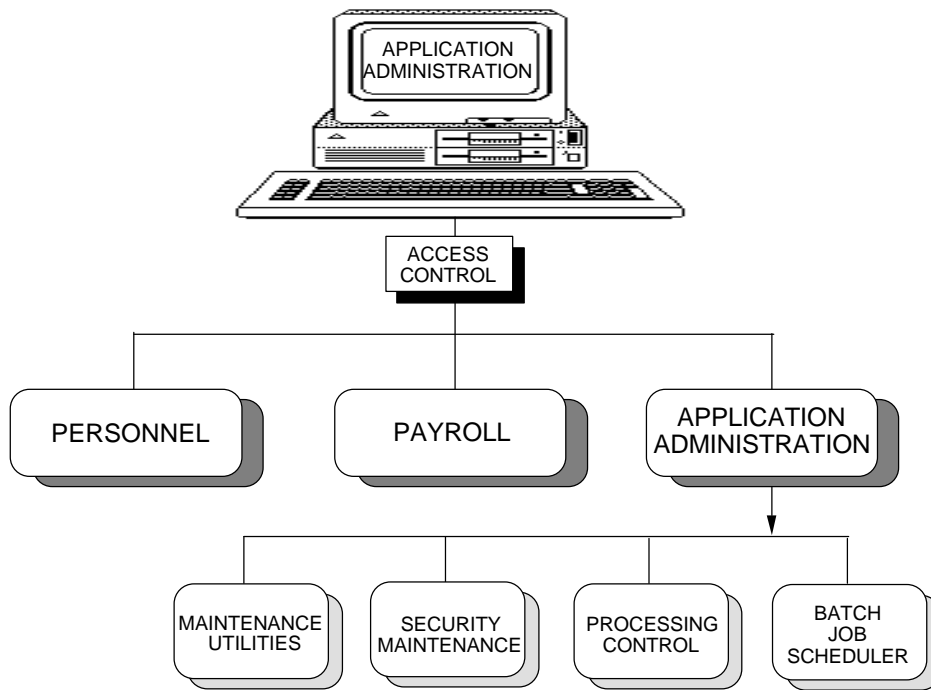 APPLICATION
ADMINISTRATION
ACCESS
CONTROL
PERSONNEL
PAYROLL
APPLICATION
ADMINISTRATION
MAINTENANCE
UTILITIES
SECURITY
MAINTENANCE
PROCESSING
CONTROL
BATCH
JOB
SCHEDULER